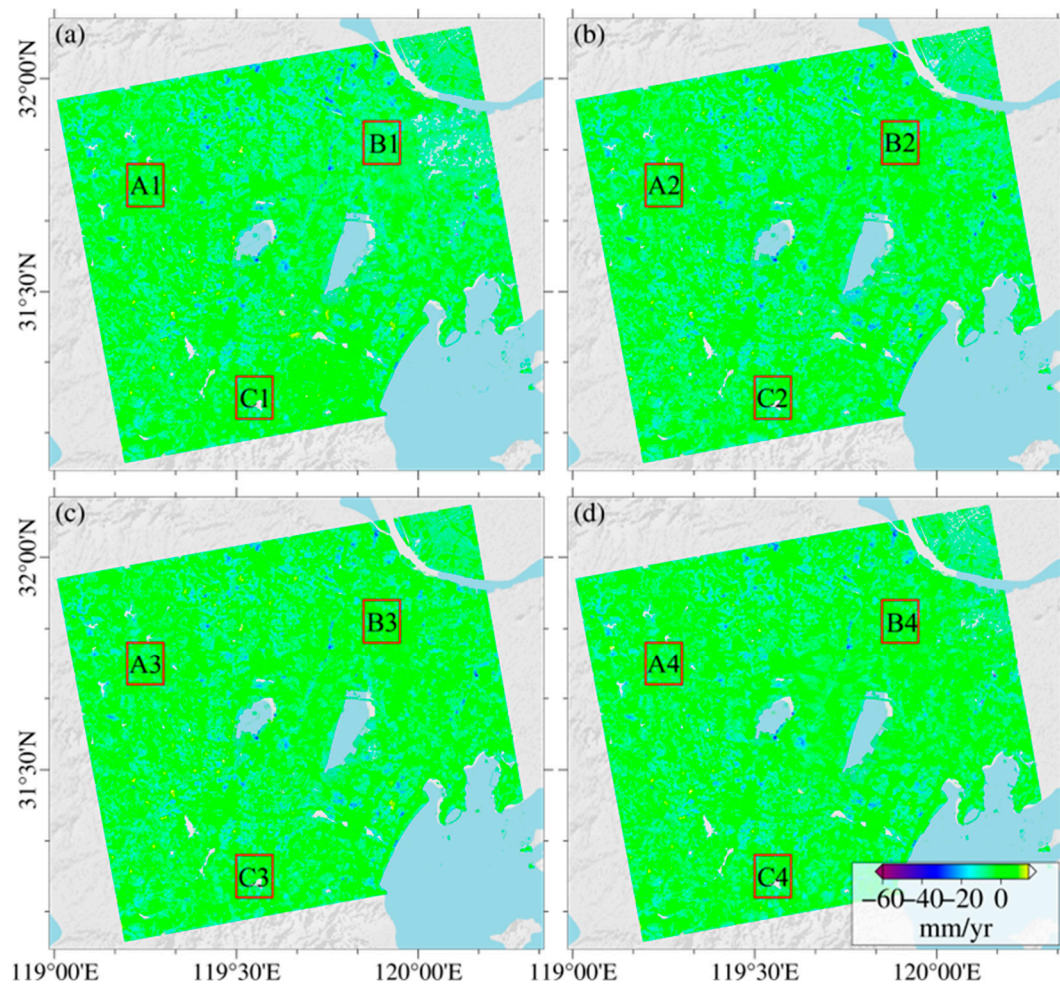 (a)
(b)
32°00'N
B1
B2
A1
A2
31°30'N
C1
C2
(c)
(d)
32°00'N
B3
B4
A3
A4
31°30'N
C3
C4
−60−40−20 0
mm/yr
119°00'E 119°30'E 120°00'E 119°00'E 119°30'E 120°00'E